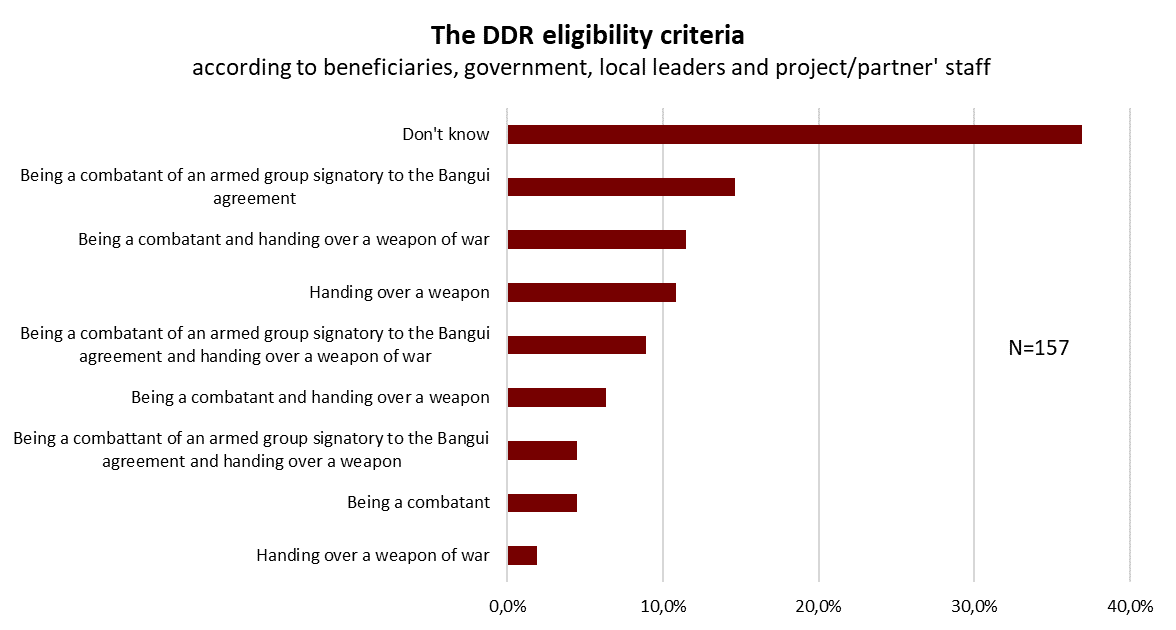 The DDR eligibility criteria
according to beneficiaries, government, local leaders and project/partner' staff
Don't know
Being a combatant of an armed group signatory to the Bangui
agreement
Being a combatant and handing over a weapon of war
Handing over a weapon
Being a combatant of an armed group signatory to the Bangui
agreement and handing over a weapon of war
N=157
Being a combatant and handing over a weapon
Being a combattant of an armed group signatory to the Bangui
agreement and handing over a weapon
Being a combatant
Handing over a weapon of war
0,0% 10,0% 20,0% 30,0% 40,0%